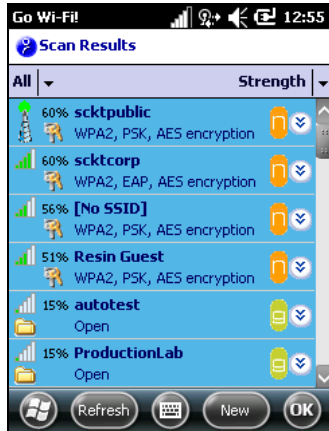 Go Wi-Fi! 12:55
Scan Results
All Strength
60% scktpublic
WPA2, PSK, AES encryption
n
60% scktcorp
WPA2, EAP, AES encryption
n
56% [No SSID]
WPA2, PSK, AES encryption
n
51% Resin Guest
WPA2, PSK, AES encryption
n
15% autotest
Open
g
15% ProductionLab
Open
g
Refresh New OK